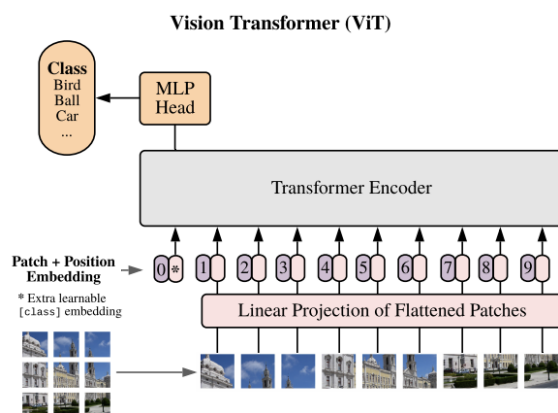 Vision Transformer (ViT)
Class
Bird
Ball
Car
...
MLP
Head
Transformer Encoder
Patch + Position
Embedding
0 * 1 2 3 4 5 6 7 8 9
* Extra learnable
[class] embedding
Linear Projection of Flattened Patches